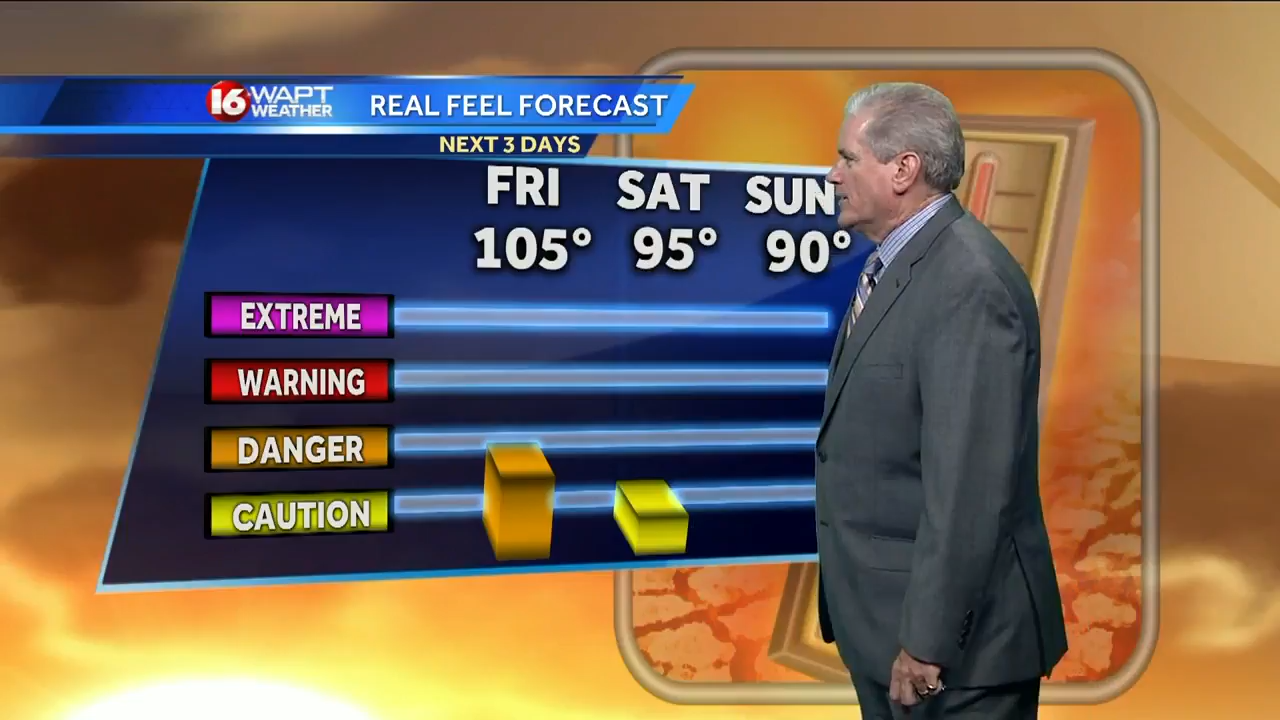 16 WAPT WEATHER REAL FEEL FORECAST
NEXT 3 DAYS
FRI SAT SUN
105° 95° 90°
EXTREME
WARNING
DANGER
CAUTION